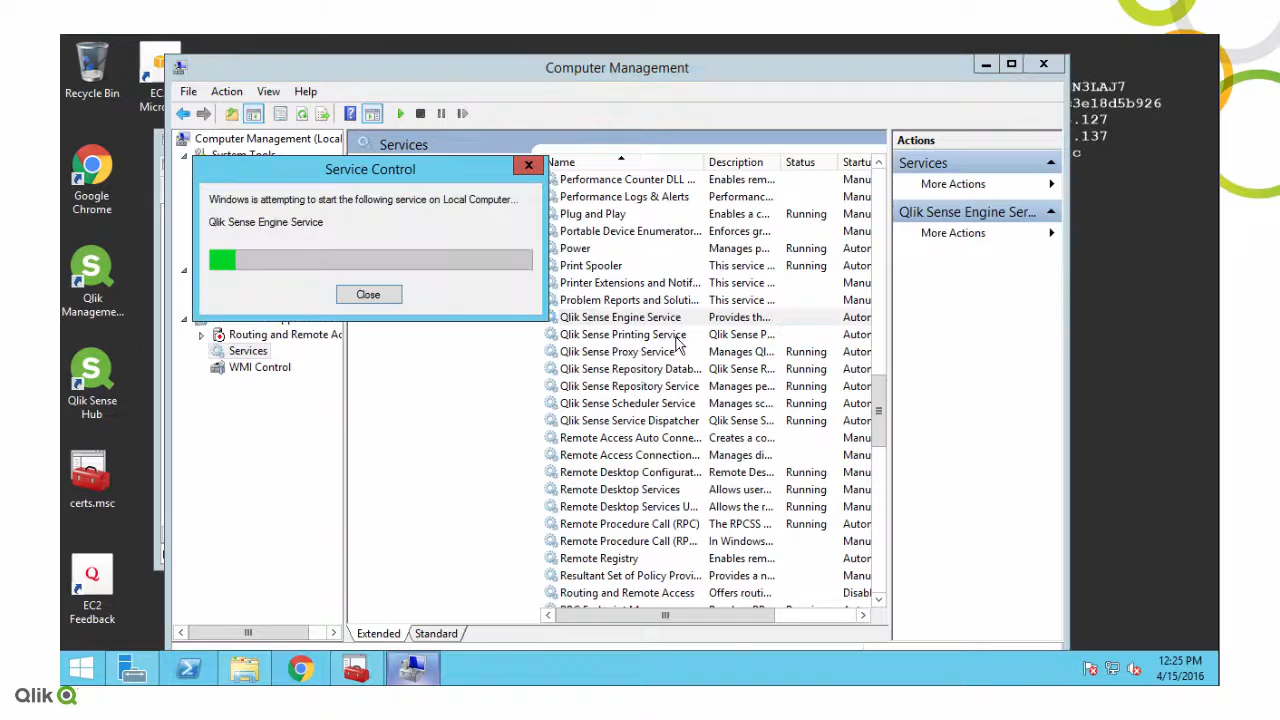 Computer Management
File Action View Help
Computer Management (Local
Services
Name Description Status Startu
Performance Counter DLL ... Enables rem... Manu
Performance Logs & Alerts Performanc... Manu
Plug and Play Enables a c... Running Manu
Portable Device Enumerator... Enforces gr... Manu
Power Manages p... Running Autor
Print Spooler This service ... Running Autor
Printer Extensions and Notif... This service ... Manu
Problem Reports and Soluti... This service ... Manu
Qlik Sense Engine Service Provides th... Autor
Qlik Sense Printing Service Qlik Sense P... Autor
Qlik Sense Proxy Service Manages Ql... Running Autor
Qlik Sense Repository Datab... Qlik Sense R... Running Autor
Qlik Sense Repository Service Manages pe... Running Autor
Qlik Sense Scheduler Service Manages sc... Running Autor
Qlik Sense Service Dispatcher Qlik Sense S... Running Autor
Remote Access Auto Conne... Creates a co... Manu
Remote Access Connection... Manages di... Manu
Remote Desktop Configurat... Remote Des... Running Manu
Remote Desktop Services Allows user... Running Manu
Remote Desktop Services U... Allows the r... Running Manu
Remote Procedure Call (RPC) The RPCSS ... Running Autor
Remote Procedure Call (RP... In Windows... Manu
Remote Registry Enables rem... Autor
Resultant Set of Policy Provi... Provides a n... Manu
Routing and Remote Access Offers routi... Disabl
Extended Standard
Actions
Services
More Actions
Qlik Sense Engine Ser...
More Actions
Service Control
Windows is attempting to start the following service on Local Computer...
Qlik Sense Engine Service
Close
Routing and Remote Ac
Services
WMI Control
Recycle Bin
EC
Micro
Google
Chrome
Qlik
Manageme...
Qlik Sense
Hub
certs.msc
Q
EC2
Feedback
N3LAJ7
3e18d5b926
.127
.137
c
12:25 PM
4/15/2016
Qlik